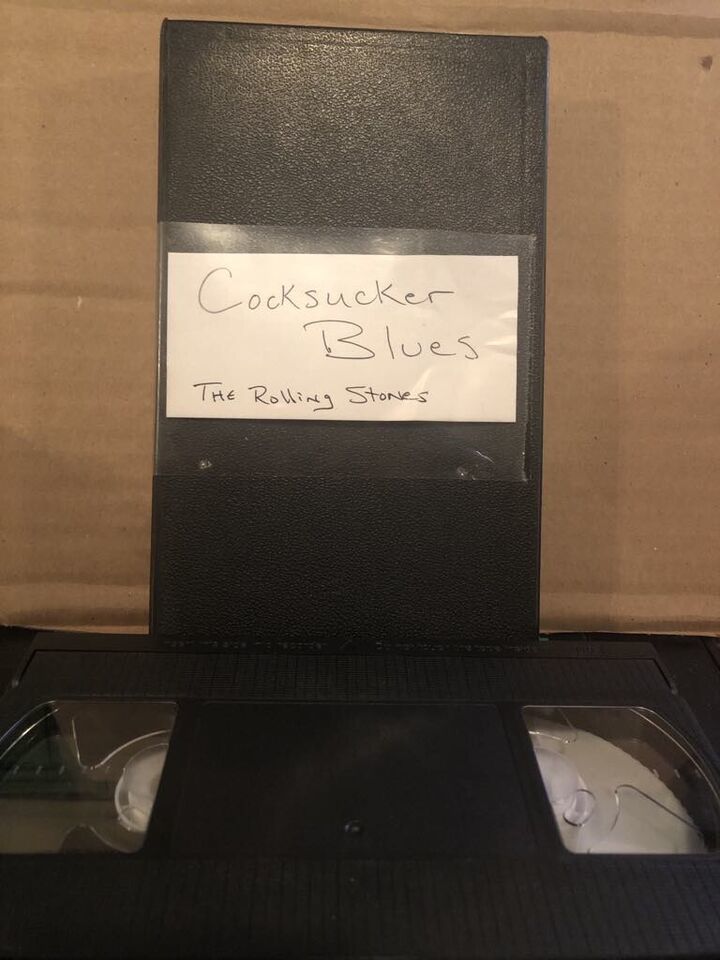 Cocksucker
Blues
THE Rolling Stones